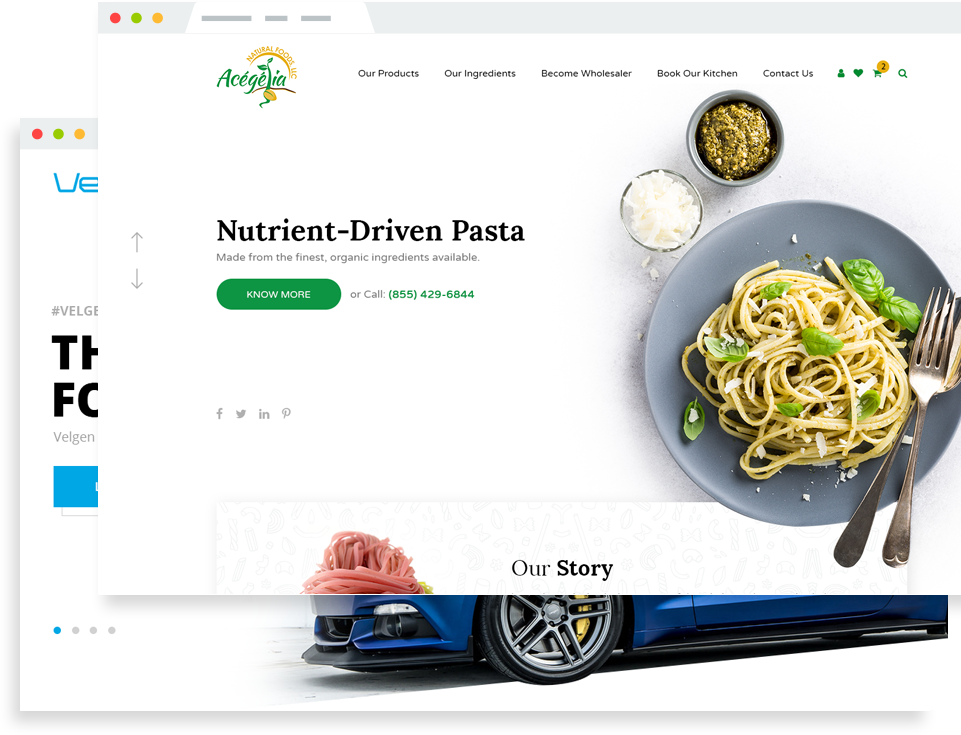 NATURAL FOODS LLC
Acégélia
Our Products
Our Ingredients
Become Wholesaler
Book Our Kitchen
Contact Us
2
Nutrient-Driven Pasta
Made from the finest, organic ingredients available.
KNOW MORE
or Call: (855) 429-6844
Our Story
#VELGE
TH
FO
Velgen